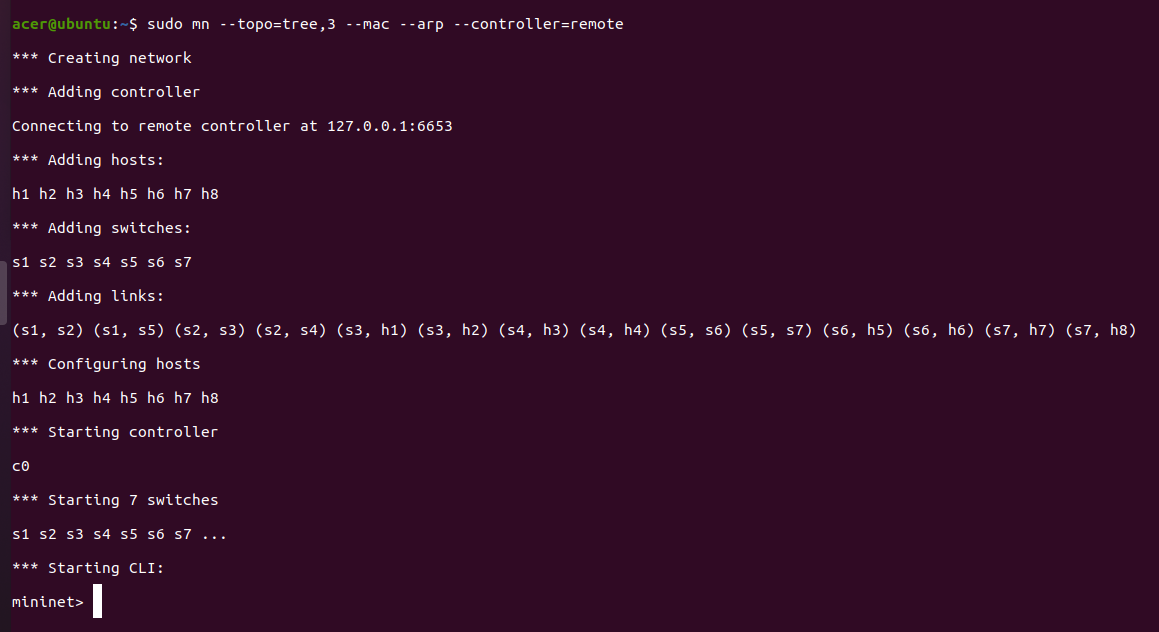 acer@ubuntu:~$ sudo mn --topo=tree,3 --mac --arp --controller=remote
*** Creating network
*** Adding controller
Connecting to remote controller at 127.0.0.1:6653
*** Adding hosts:
h1 h2 h3 h4 h5 h6 h7 h8
*** Adding switches:
s1 s2 s3 s4 s5 s6 s7
*** Adding links:
(s1, s2) (s1, s5) (s2, s3) (s2, s4) (s3, h1) (s3, h2) (s4, h3) (s4, h4) (s5, s6) (s5, s7) (s6, h5) (s6, h6) (s7, h7) (s7, h8)
*** Configuring hosts
h1 h2 h3 h4 h5 h6 h7 h8
*** Starting controller
c0
*** Starting 7 switches
s1 s2 s3 s4 s5 s6 s7 ...
*** Starting CLI:
mininet>